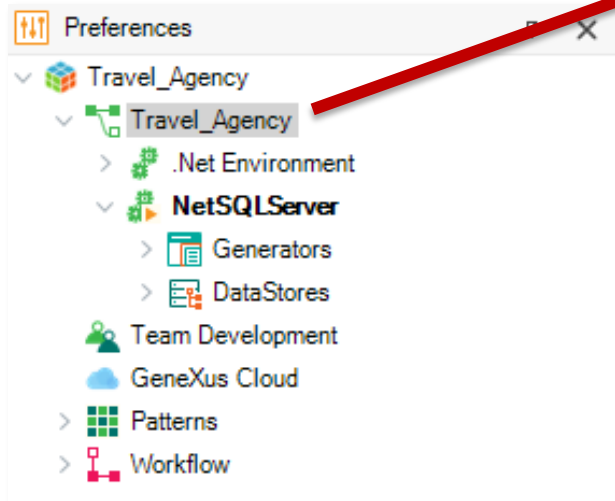 Preferences
Travel_Agency
Travel_Agency
.Net Environment
NetSQLServer
Generators
DataStores
Team Development
GeneXus Cloud
Patterns
Workflow